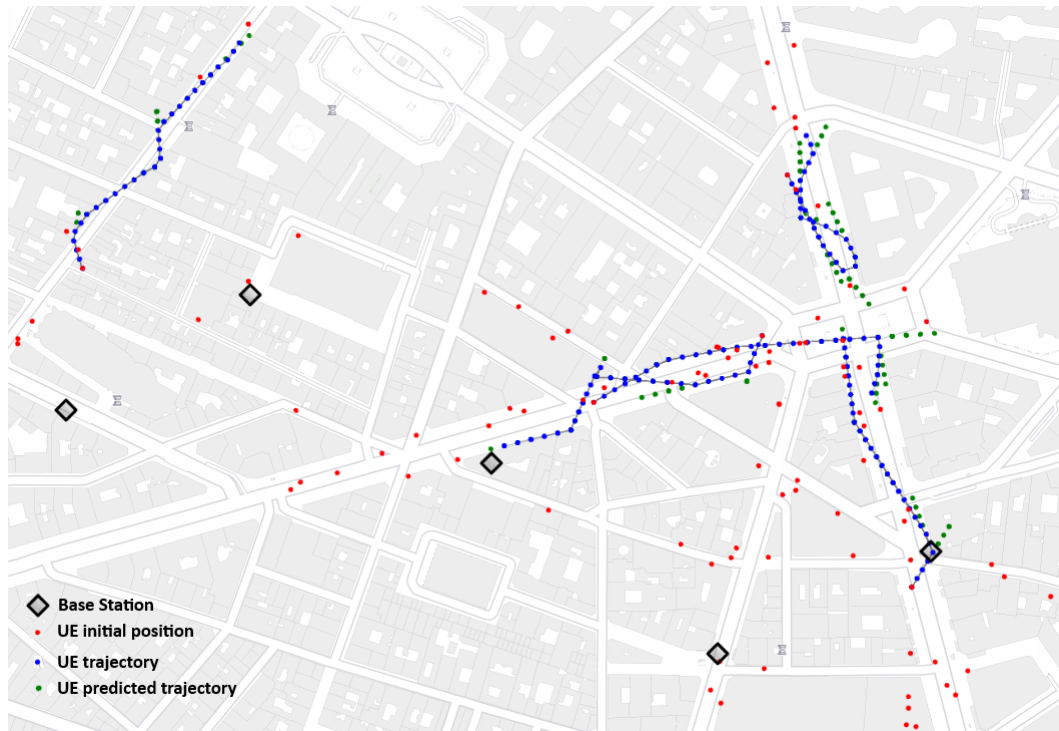 Base Station
UE initial position
UE trajectory
UE predicted trajectory